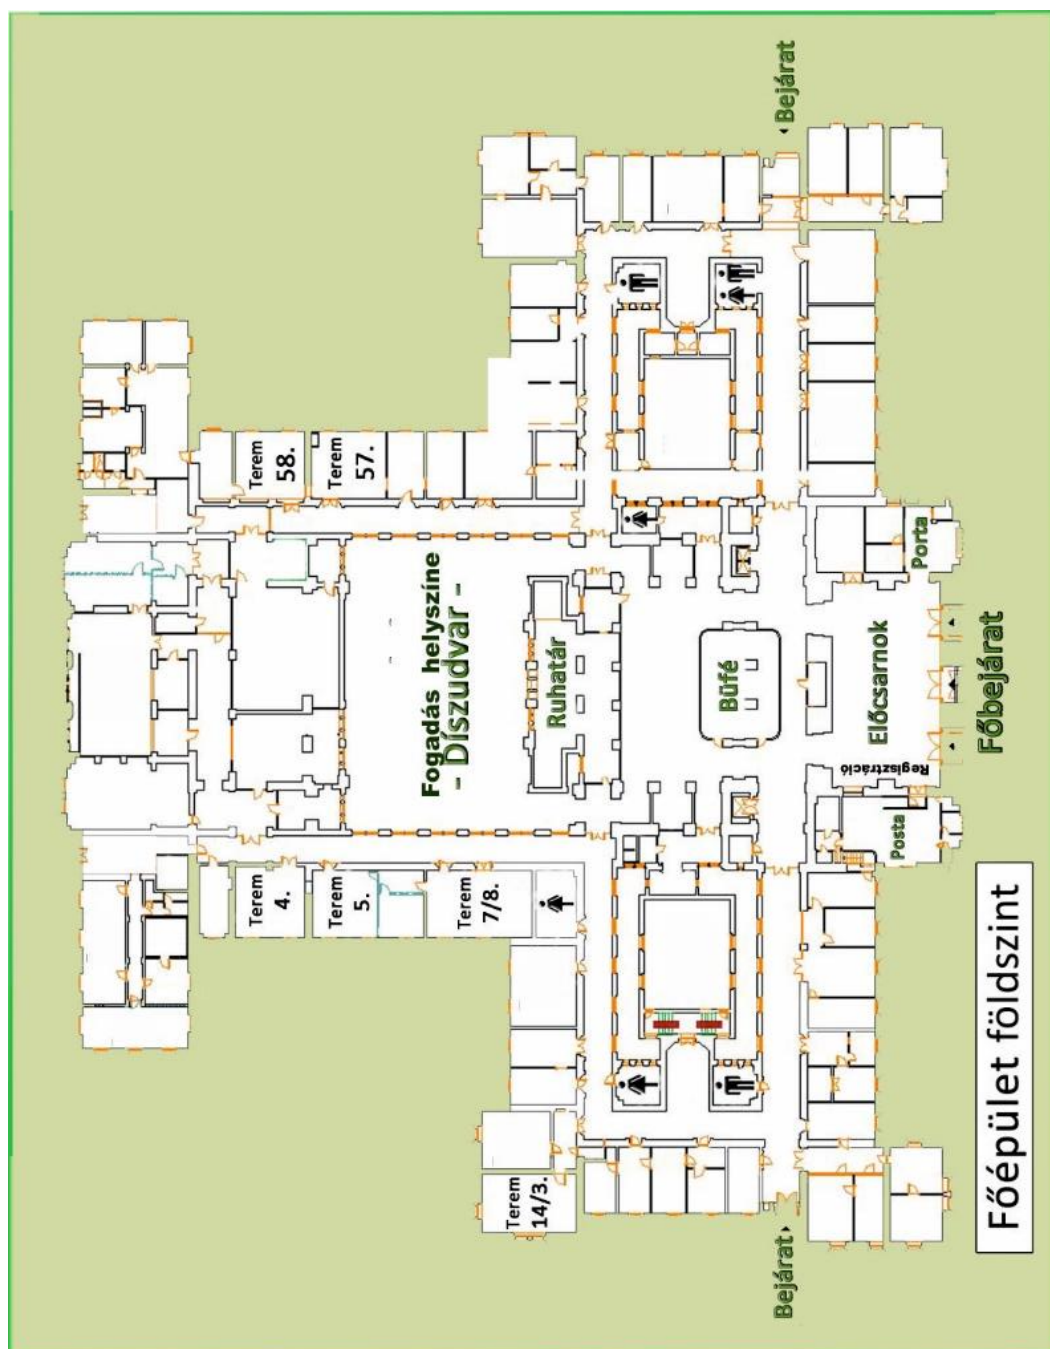 Terem
4.
Terem
58.
Terem
5.
Terem
57.
Fogadás helyszíne
- Díszudvar -
Terem
7/8.
Terem
14/3.
Ruhatár
Büfé
Bejárat
Bejárat
Előcsarnok
Posta
Regisztráció
Porta
Főbejárat
Főépület földszint